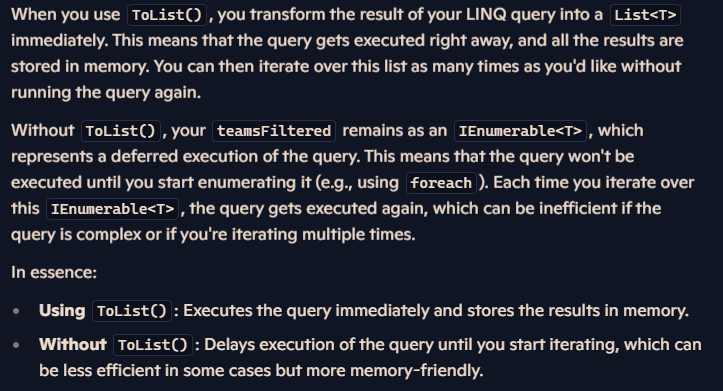 When you use ToList(), you transform the result of your LINQ query into a List<T>
immediately. This means that the query gets executed right away, and all the results are
stored in memory. You can then iterate over this list as many times as you'd like without
running the query again.
Without ToList(), your teamsFiltered remains as an IEnumerable<T>, which
represents a deferred execution of the query. This means that the query won't be
executed until you start enumerating it (e.g., using foreach). Each time you iterate over
this IEnumerable<T>, the query gets executed again, which can be inefficient if the
query is complex or if you're iterating multiple times.
In essence:
• Using ToList(): Executes the query immediately and stores the results in memory.
• Without ToList(): Delays execution of the query until you start iterating, which can
be less efficient in some cases but more memory-friendly.